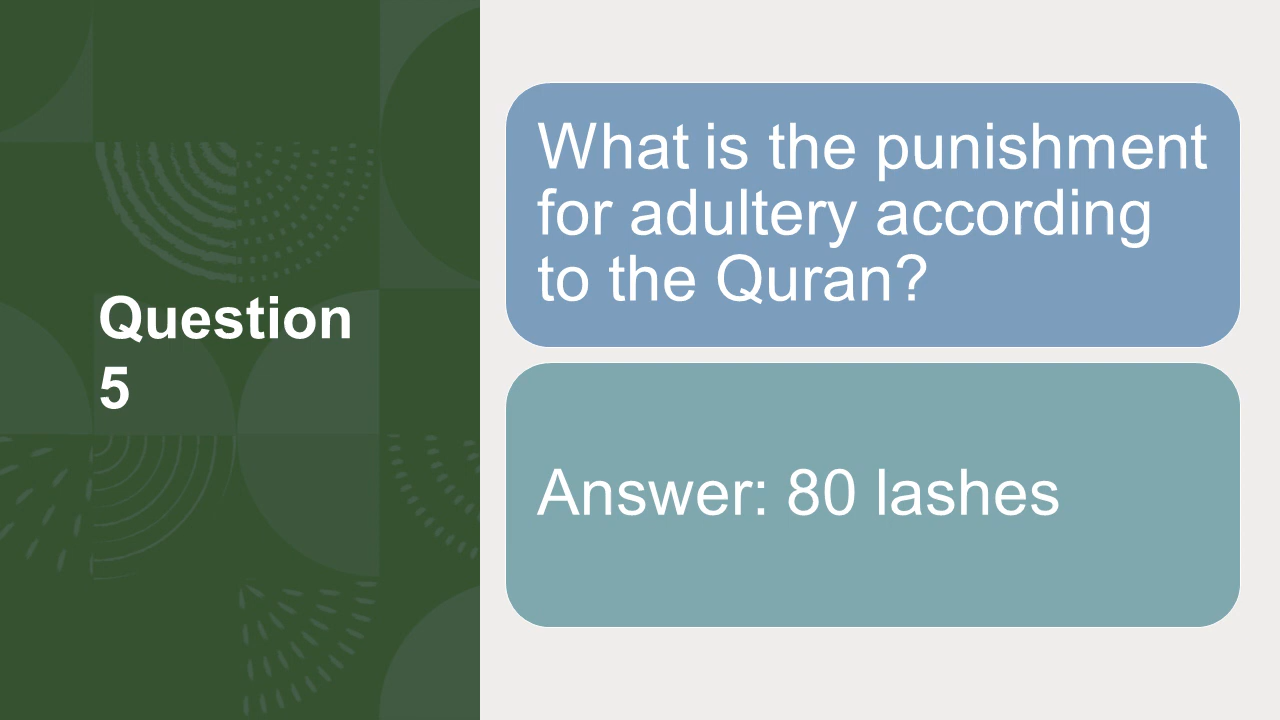 Question
5
What is the punishment
for adultery according
to the Quran?
Answer: 80 lashes